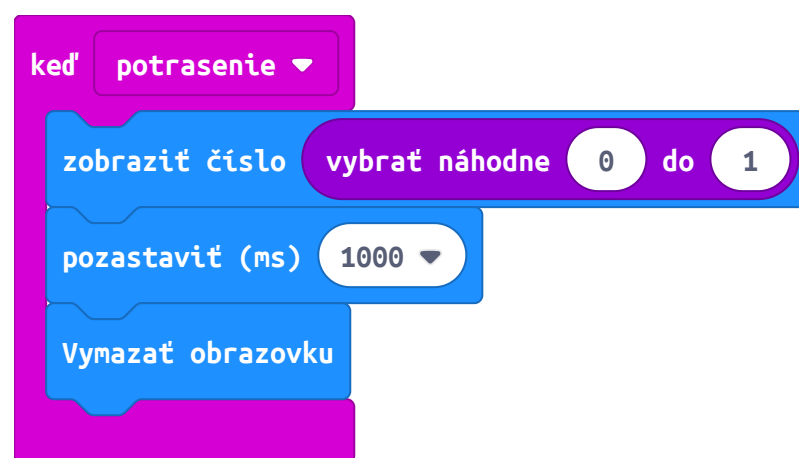 keď potrasenie
zobraziť číslo vybrať náhodne 0 do 1
pozastaviť (ms) 1000
Vymazať obrazovku